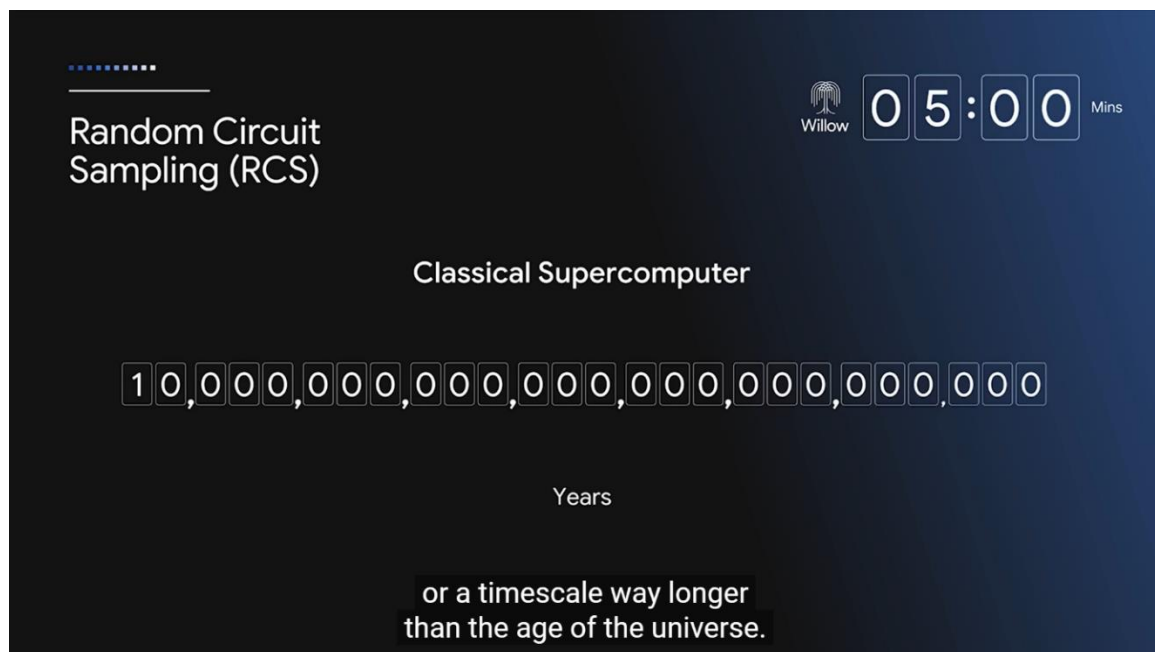 Random Circuit
Sampling (RCS)
Willow 05:00 Mins
Classical Supercomputer
10,000,000,000,000,000,000,000,000
Years
or a timescale way longer
than the age of the universe.